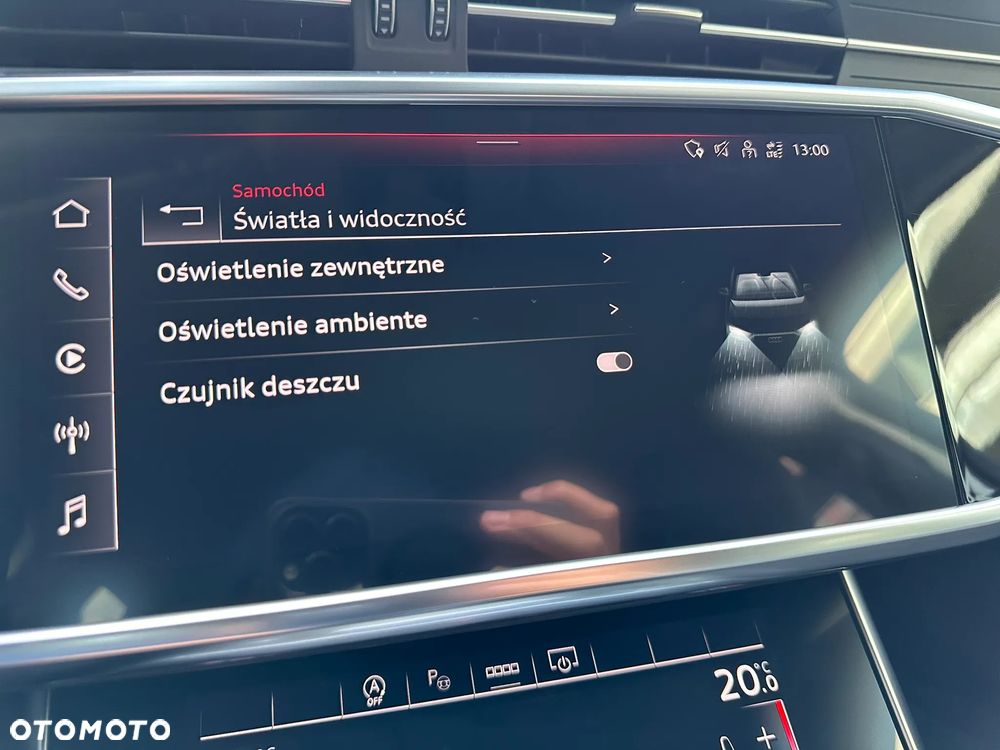 13:00
Samochód
Światła i widoczność
Oświetlenie zewnętrzne
Oświetlenie ambiente
Czujnik deszczu
A
OFF
P
20.0 °C
+
OTOMOTO